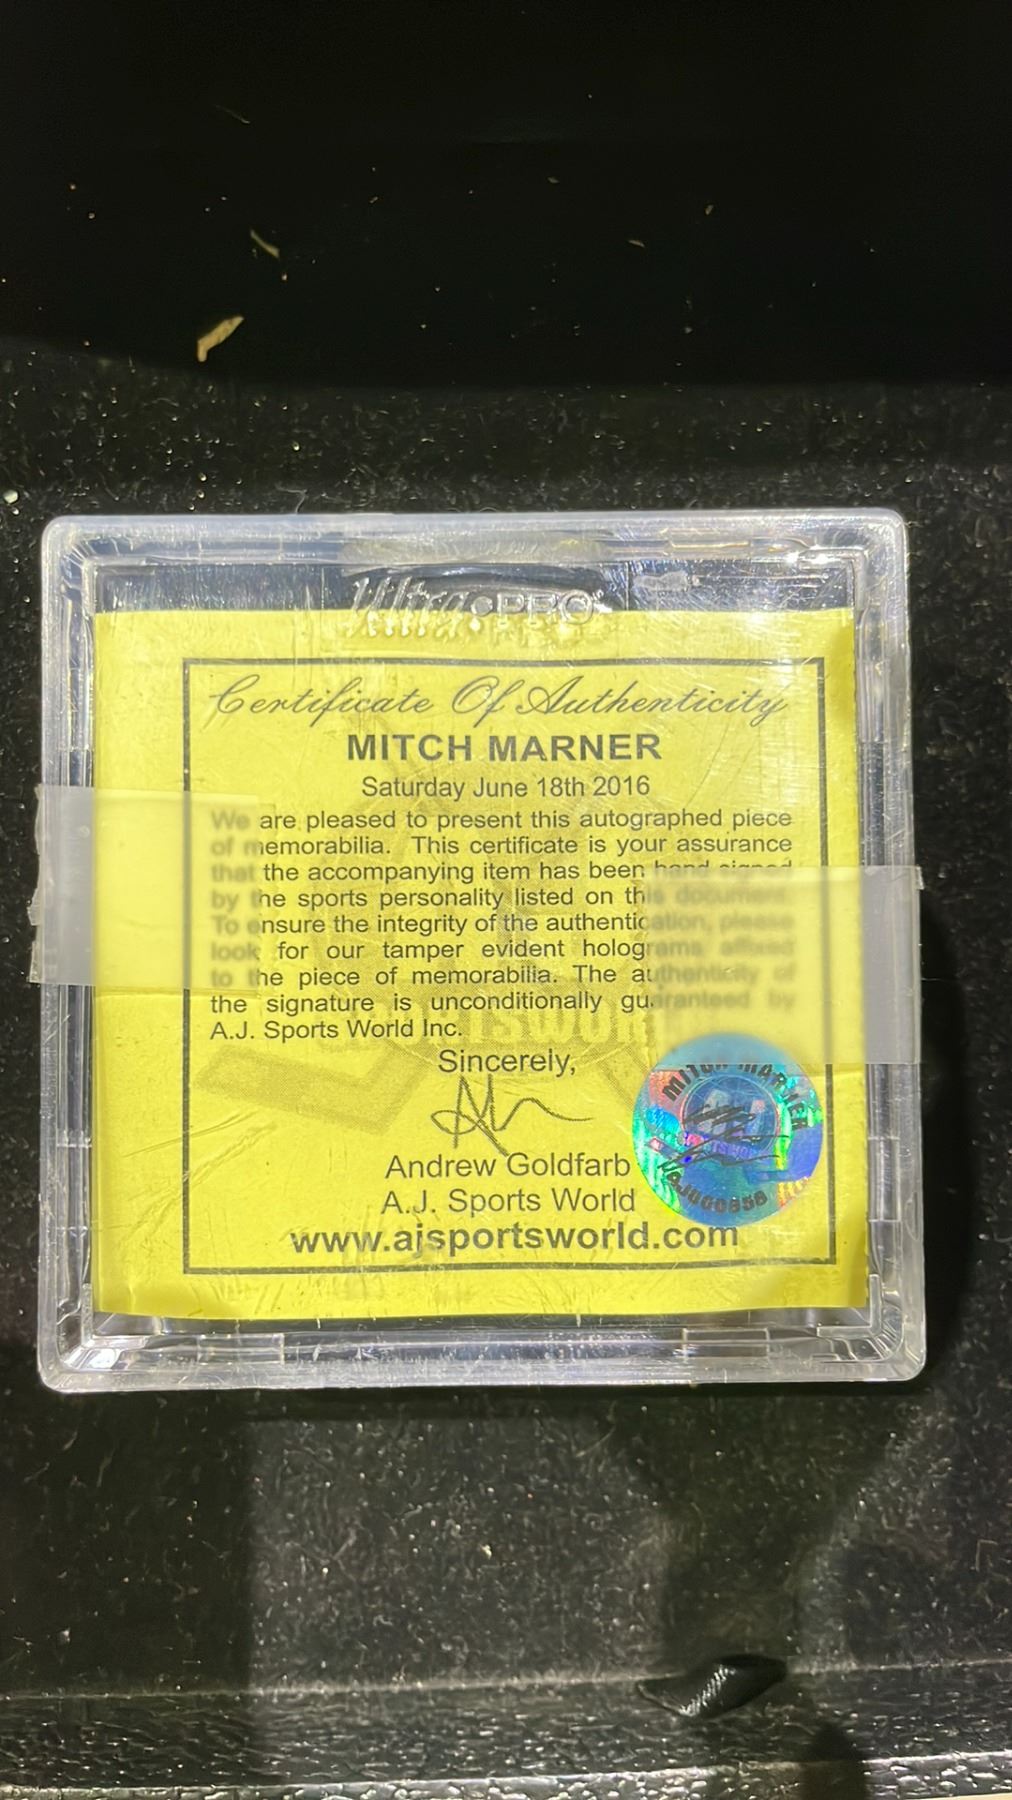 Ultra•PRO
Certificate Of Authenticity
MITCH MARNER
Saturday June 18th 2016
We are pleased to present this autographed piece
of memorabilia. This certificate is your assurance
that the accompanying item has been hand signed
by the sports personality listed on this document.
To ensure the integrity of the authentication, please
look for our tamper evident holograms affixed
to the piece of memorabilia. The authenticity of
the signature is unconditionally guaranteed by
A.J. Sports World Inc.
Sincerely,
MITCH MARNER
Andrew Goldfarb
A.J. Sports World
www.ajsportsworld.com